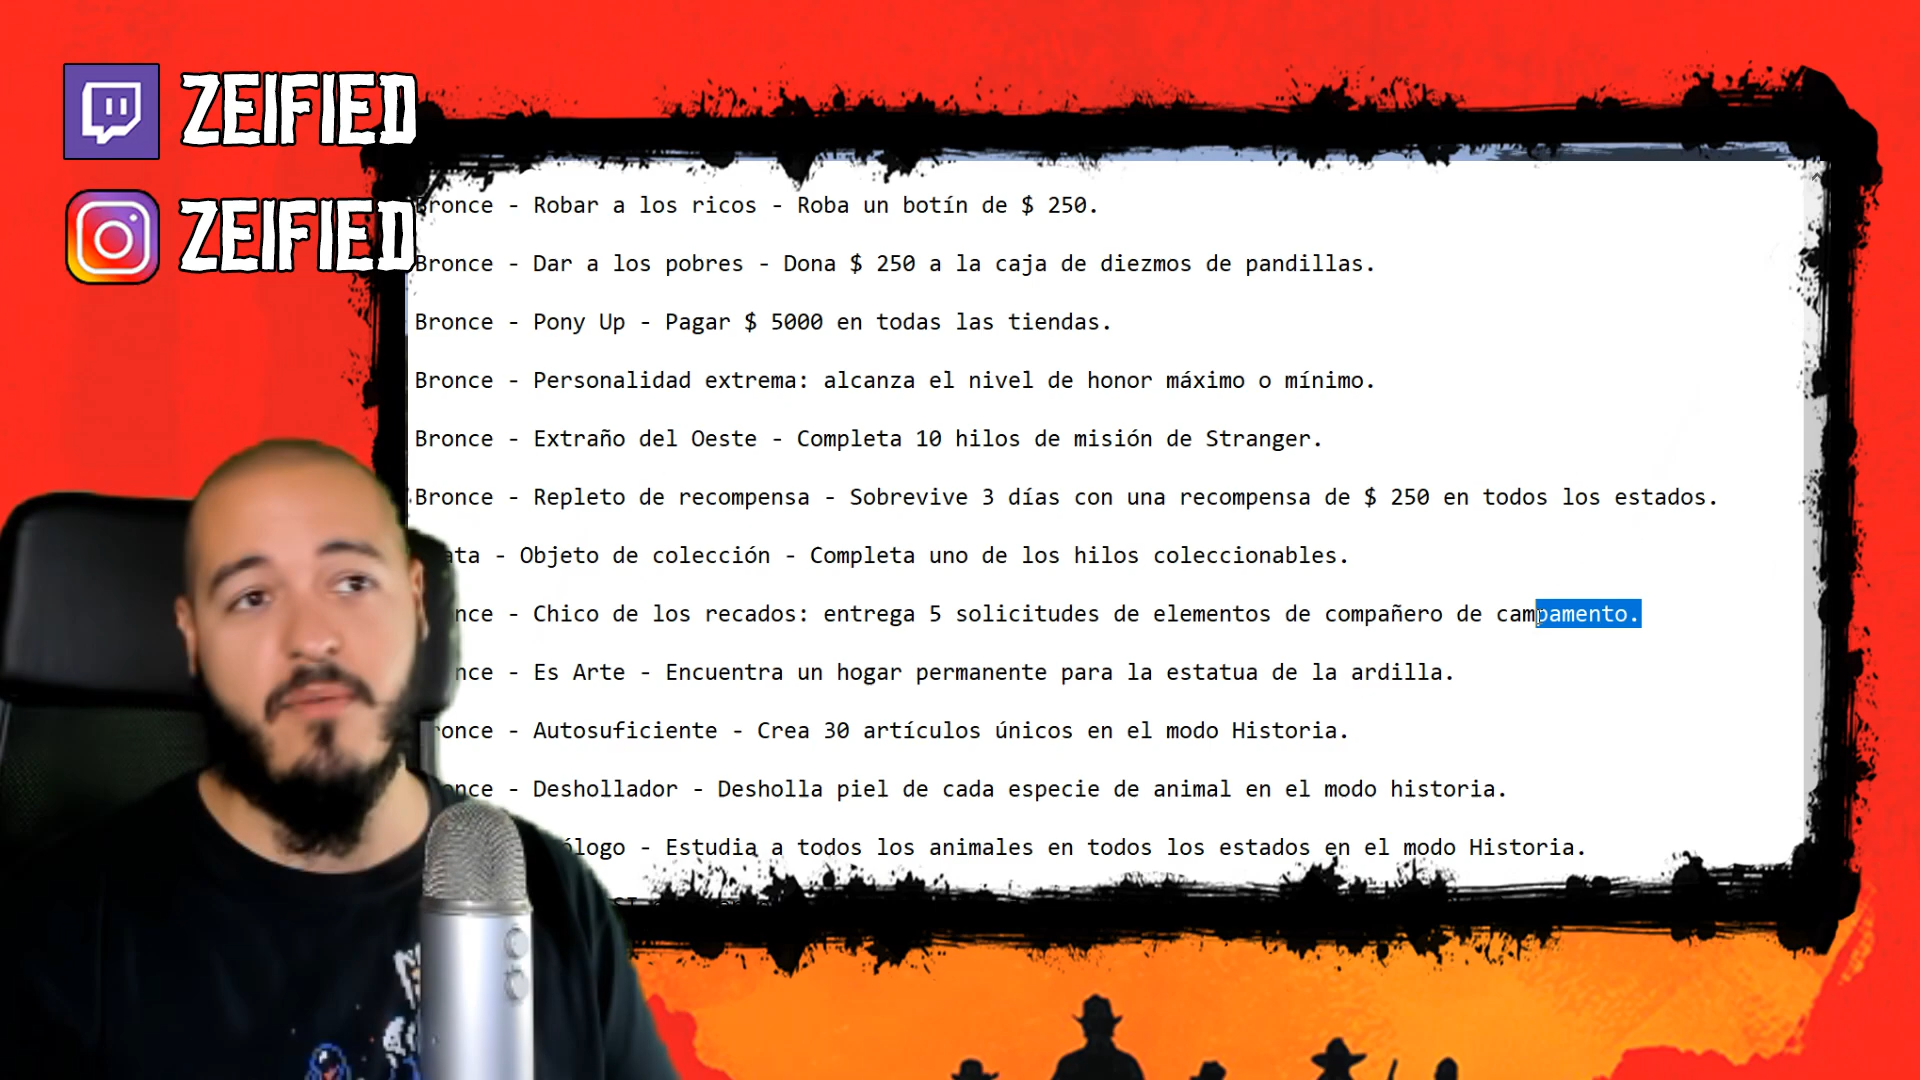 ZEIFIED
ZEIFIED
Bronce - Robar a los ricos - Roba un botín de $ 250.
Bronce - Dar a los pobres - Dona $ 250 a la caja de diezmos de pandillas.
Bronce - Pony Up - Pagar $ 5000 en todas las tiendas.
Bronce - Personalidad extrema: alcanza el nivel de honor máximo o mínimo.
Bronce - Extraño del Oeste - Completa 10 hilos de misión de Stranger.
Bronce - Repleto de recompensa - Sobrevive 3 días con una recompensa de $ 250 en todos los estados.
ata - Objeto de colección - Completa uno de los hilos coleccionables.
nce - Chico de los recados: entrega 5 solicitudes de elementos de compañero de campamento.
nce - Es Arte - Encuentra un hogar permanente para la estatua de la ardilla.
ronce - Autosuficiente - Crea 30 artículos únicos en el modo Historia.
once - Deshollador - Desholla piel de cada especie de animal en el modo historia.
ólogo - Estudia a todos los animales en todos los estados en el modo Historia.